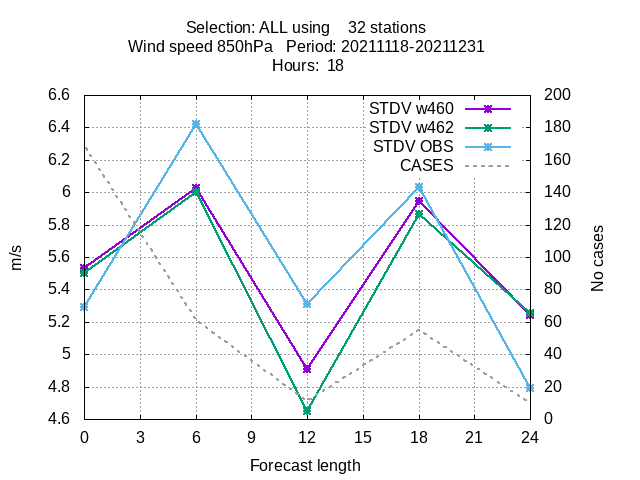 Selection: ALL using    32 stations
Wind speed 850hPa   Period: 20211118-20211231
Hours:  18
6.6
6.4
6.2
6
5.8
5.6
5.4
5.2
5
4.8
4.6
m/s
STDV w460
STDV w462
STDV OBS
CASES
200
180
160
140
120
100
80
60
40
20
0
No cases
0 3 6 9 12 15 18 21 24
Forecast length